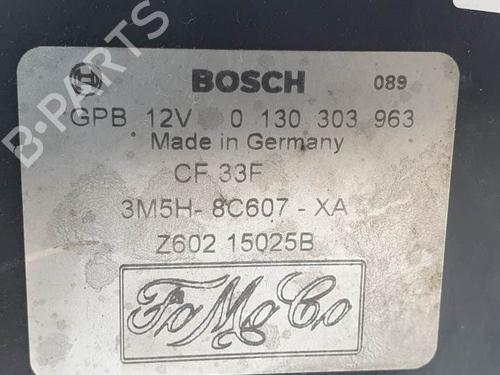 BOSCH 089
GPB 12V 0 130 303 963
Made in Germany
CF 33F
3M5H- 8C607 - XA
Z602 15025B
FoMoCo
B-PARTS